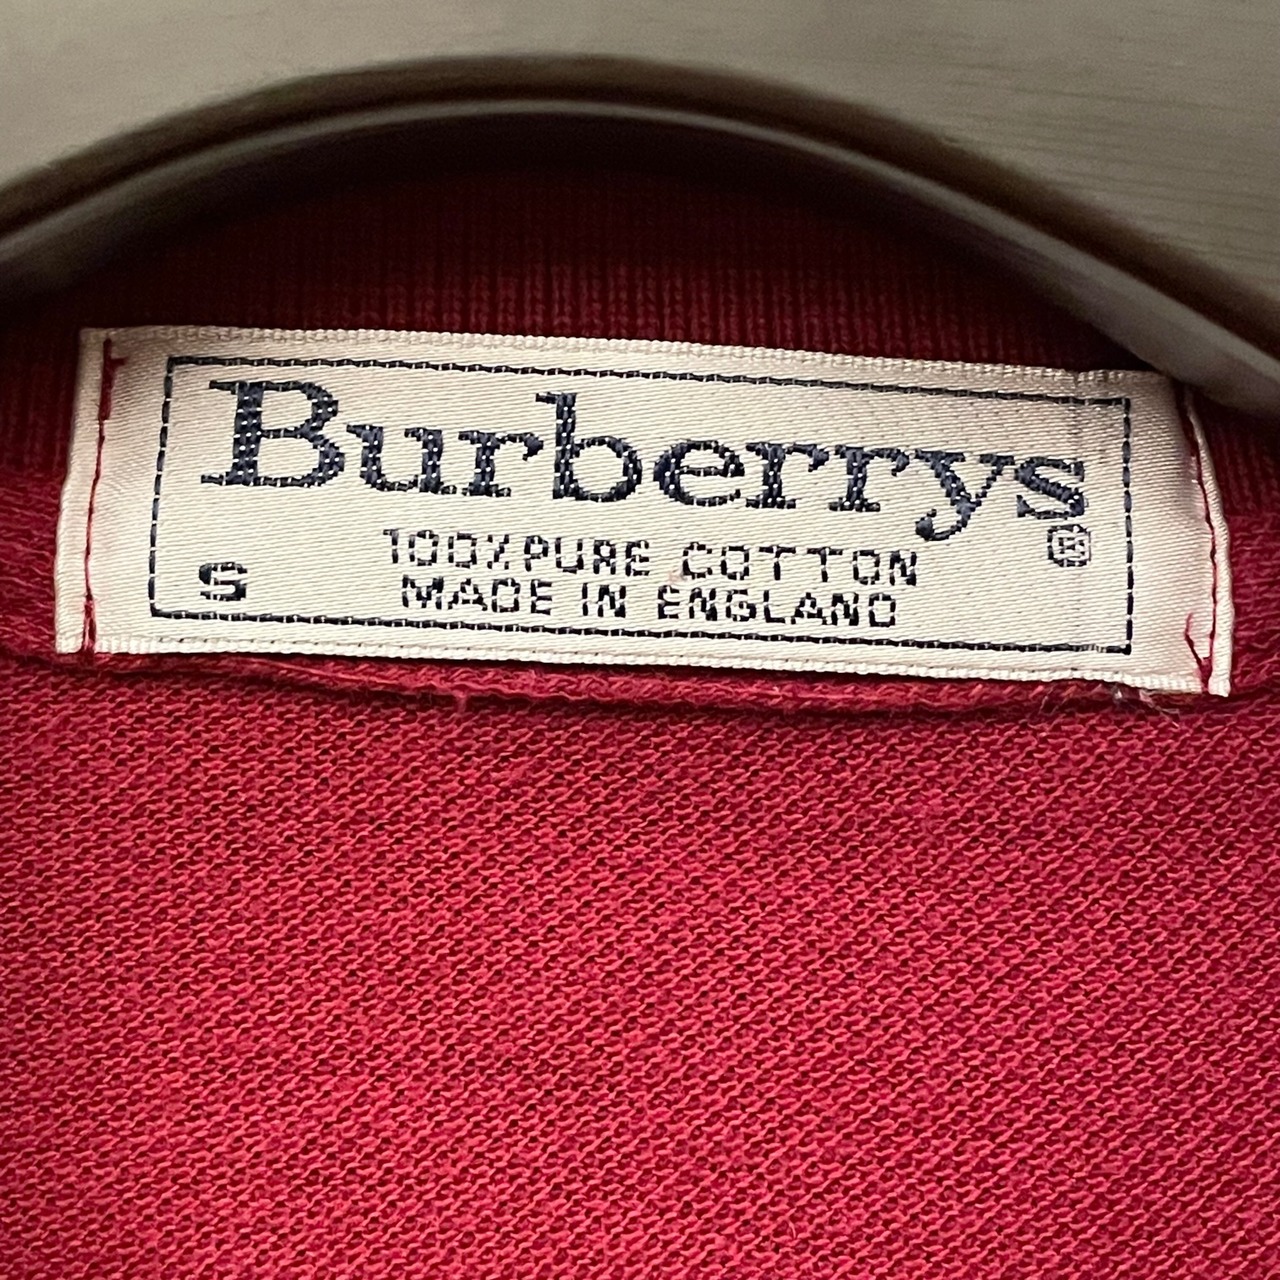 Burberrys
®
100% PURE COTTON
S MADE IN ENGLAND